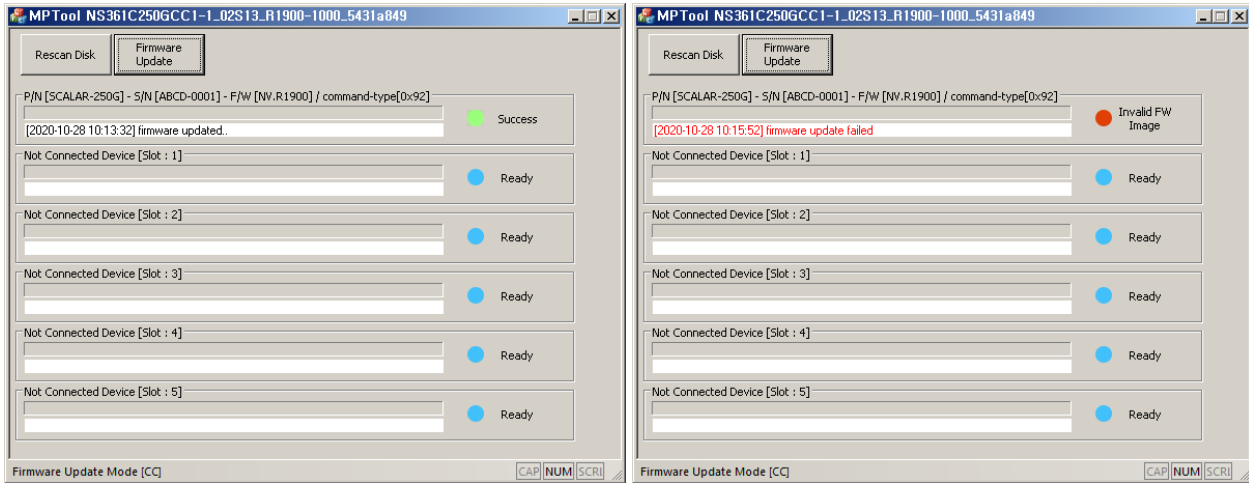 MPTool NS361C250GCC1-1_02S13_R1900-1000_5431a849
Rescan Disk
Firmware
Update
P/N [SCALAR-250G] - S/N [ABCD-0001] - F/W [NV.R1900] / command-type[0x92]
[2020-10-28 10:13:32] firmware updated..
Success
Not Connected Device [Slot : 1]
Ready
Not Connected Device [Slot : 2]
Ready
Not Connected Device [Slot : 3]
Ready
Not Connected Device [Slot : 4]
Ready
Not Connected Device [Slot : 5]
Ready
Firmware Update Mode [CC]
CAP NUM SCRL
MPTool NS361C250GCC1-1_02S13_R1900-1000_5431a849
Rescan Disk
Firmware
Update
P/N [SCALAR-250G] - S/N [ABCD-0001] - F/W [NV.R1900] / command-type[0x92]
[2020-10-28 10:15:52] firmware update failed
Invalid FW
Image
Not Connected Device [Slot : 1]
Ready
Not Connected Device [Slot : 2]
Ready
Not Connected Device [Slot : 3]
Ready
Not Connected Device [Slot : 4]
Ready
Not Connected Device [Slot : 5]
Ready
Firmware Update Mode [CC]
CAP NUM SCRL